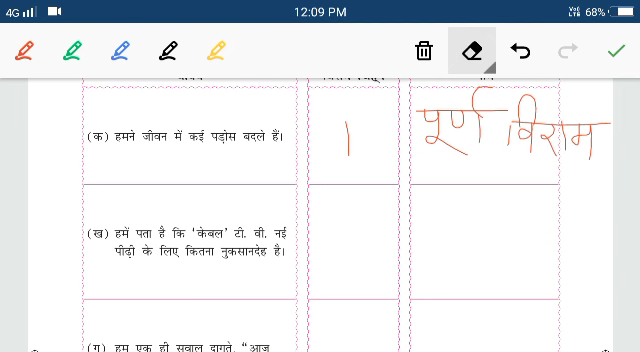 4G 12:09 PM VoLTE 68%
(क) हमने जीवन में कई पड़ोस बदले हैं। । पूर्ण विराम
(ख) हमें पता है कि ‘केबल’ टी. वी. नई
पीढ़ी के लिए कितना नुकसानदेह है।
(ग) हम एक ही सवाल दागते, “आज